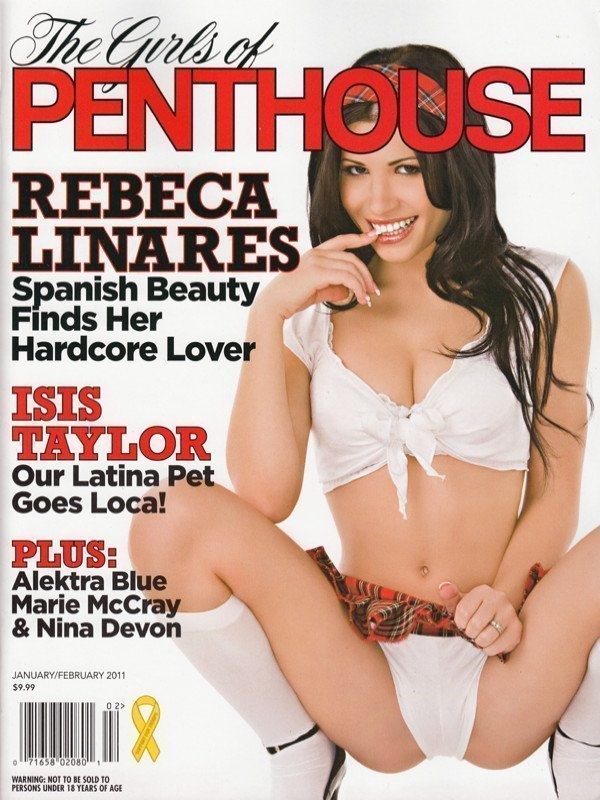 The Girls of
PENTHOUSE
REBECA
LINARES
Spanish Beauty
Finds Her
Hardcore Lover
ISIS
TAYLOR
Our Latina Pet
Goes Loca!
PLUS:
Alektra Blue
Marie McCray
& Nina Devon
JANUARY/FEBRUARY 2011
$9.99
02>
0 71658 02080 1
WARNING: NOT TO BE SOLD TO
PERSONS UNDER 18 YEARS OF AGE